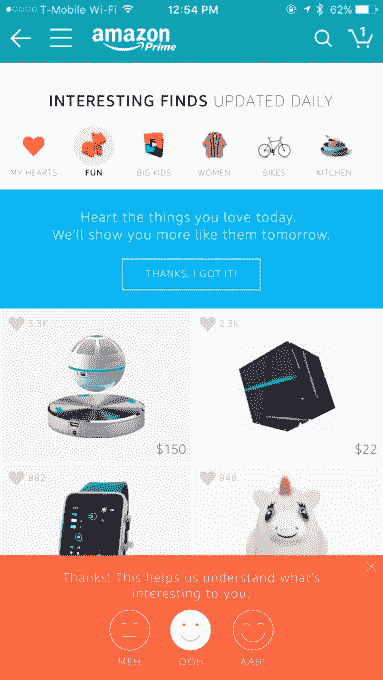 T-Mobile Wi-Fi 12:54 PM 62%
amazon Prime 1
INTERESTING FINDS UPDATED DAILY
MY HEARTS FUN BIG KIDS WOMEN BIKES KITCHEN
Heart the things you love today.
We'll show you more like them tomorrow.
THANKS, I GOT IT!
3.3K 2.3K
$150 $22
882 948
Thanks! This helps us understand what's
interesting to you.
MEH OOH AAH!